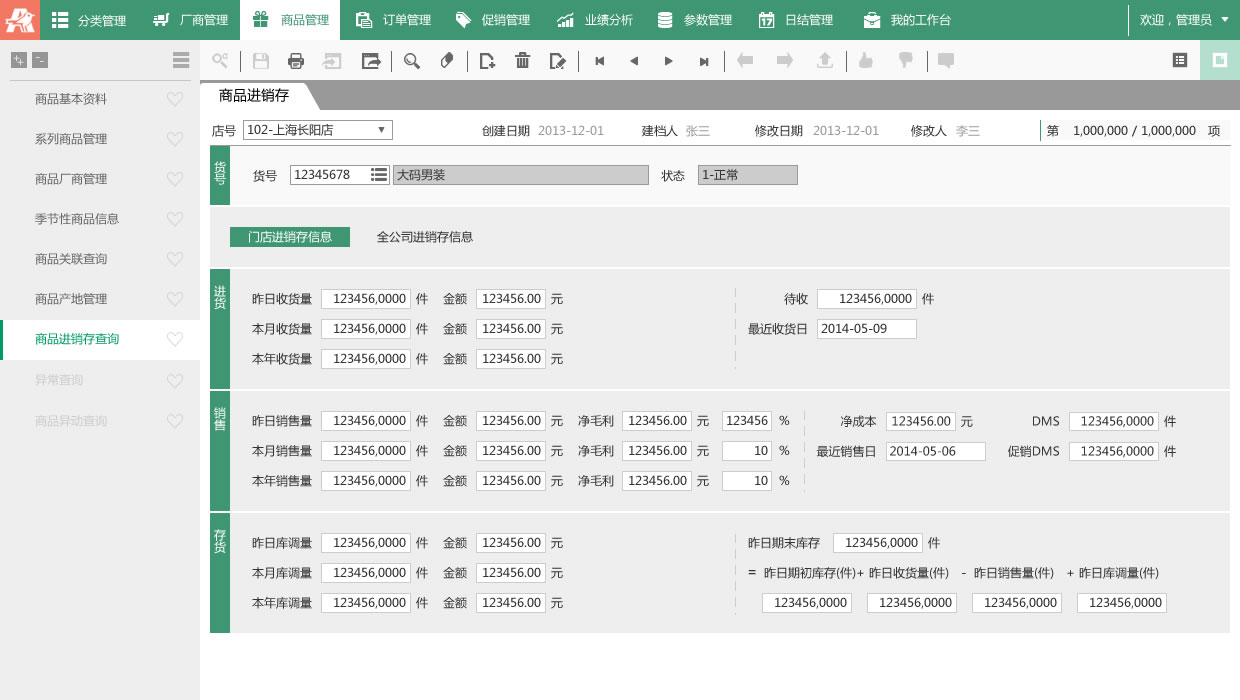 分类管理 厂商管理 商品管理 订单管理 促销管理 业绩分析 参数管理 日结管理 我的工作台 欢迎，管理员
商品基本资料
系列商品管理
商品厂商管理
季节性商品信息
商品关联查询
商品产地管理
商品进销存查询
异常查询
商品异动查询
商品进销存
店号 102-上海长阳店 创建日期 2013-12-01 建档人 张三 修改日期 2013-12-01 修改人 李三 第 1,000,000 / 1,000,000 项
货号
货号 12345678 大码男装 状态 1-正常
门店进销存信息 全公司进销存信息
进货
昨日收货量 123456,0000 件 金额 123456.00 元 待收 123456,0000 件
本月收货量 123456,0000 件 金额 123456.00 元 最近收货日 2014-05-09
本年收货量 123456,0000 件 金额 123456.00 元
销售
昨日销售量 123456,0000 件 金额 123456.00 元 净毛利 123456.00 元 123456 % 净成本 123456.00 元 DMS 123456,0000 件
本月销售量 123456,0000 件 金额 123456.00 元 净毛利 123456.00 元 10 % 最近销售日 2014-05-06 促销DMS 123456,0000 件
本年销售量 123456,0000 件 金额 123456.00 元 净毛利 123456.00 元 10 %
存货
昨日库调量 123456,0000 件 金额 123456.00 元 昨日期末库存 123456,0000 件
本月库调量 123456,0000 件 金额 123456.00 元 = 昨日期初库存(件)+ 昨日收货量(件) - 昨日销售量(件) + 昨日库调量(件)
本年库调量 123456,0000 件 金额 123456.00 元 123456,0000 123456,0000 123456,0000 123456,0000